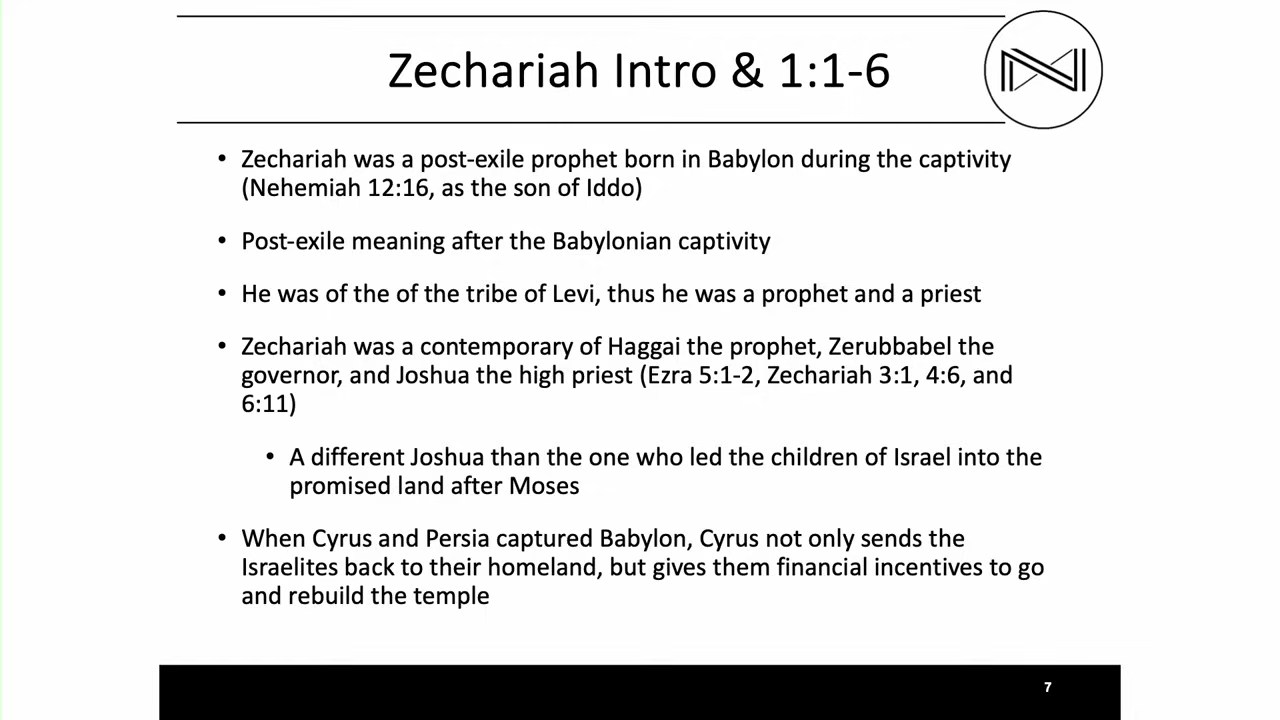 Zechariah Intro & 1:1-6
• Zechariah was a post-exile prophet born in Babylon during the captivity
(Nehemiah 12:16, as the son of Iddo)
• Post-exile meaning after the Babylonian captivity
• He was of the of the tribe of Levi, thus he was a prophet and a priest
• Zechariah was a contemporary of Haggai the prophet, Zerubbabel the
governor, and Joshua the high priest (Ezra 5:1-2, Zechariah 3:1, 4:6, and
6:11)
• A different Joshua than the one who led the children of Israel into the
promised land after Moses
• When Cyrus and Persia captured Babylon, Cyrus not only sends the
Israelites back to their homeland, but gives them financial incentives to go
and rebuild the temple
7